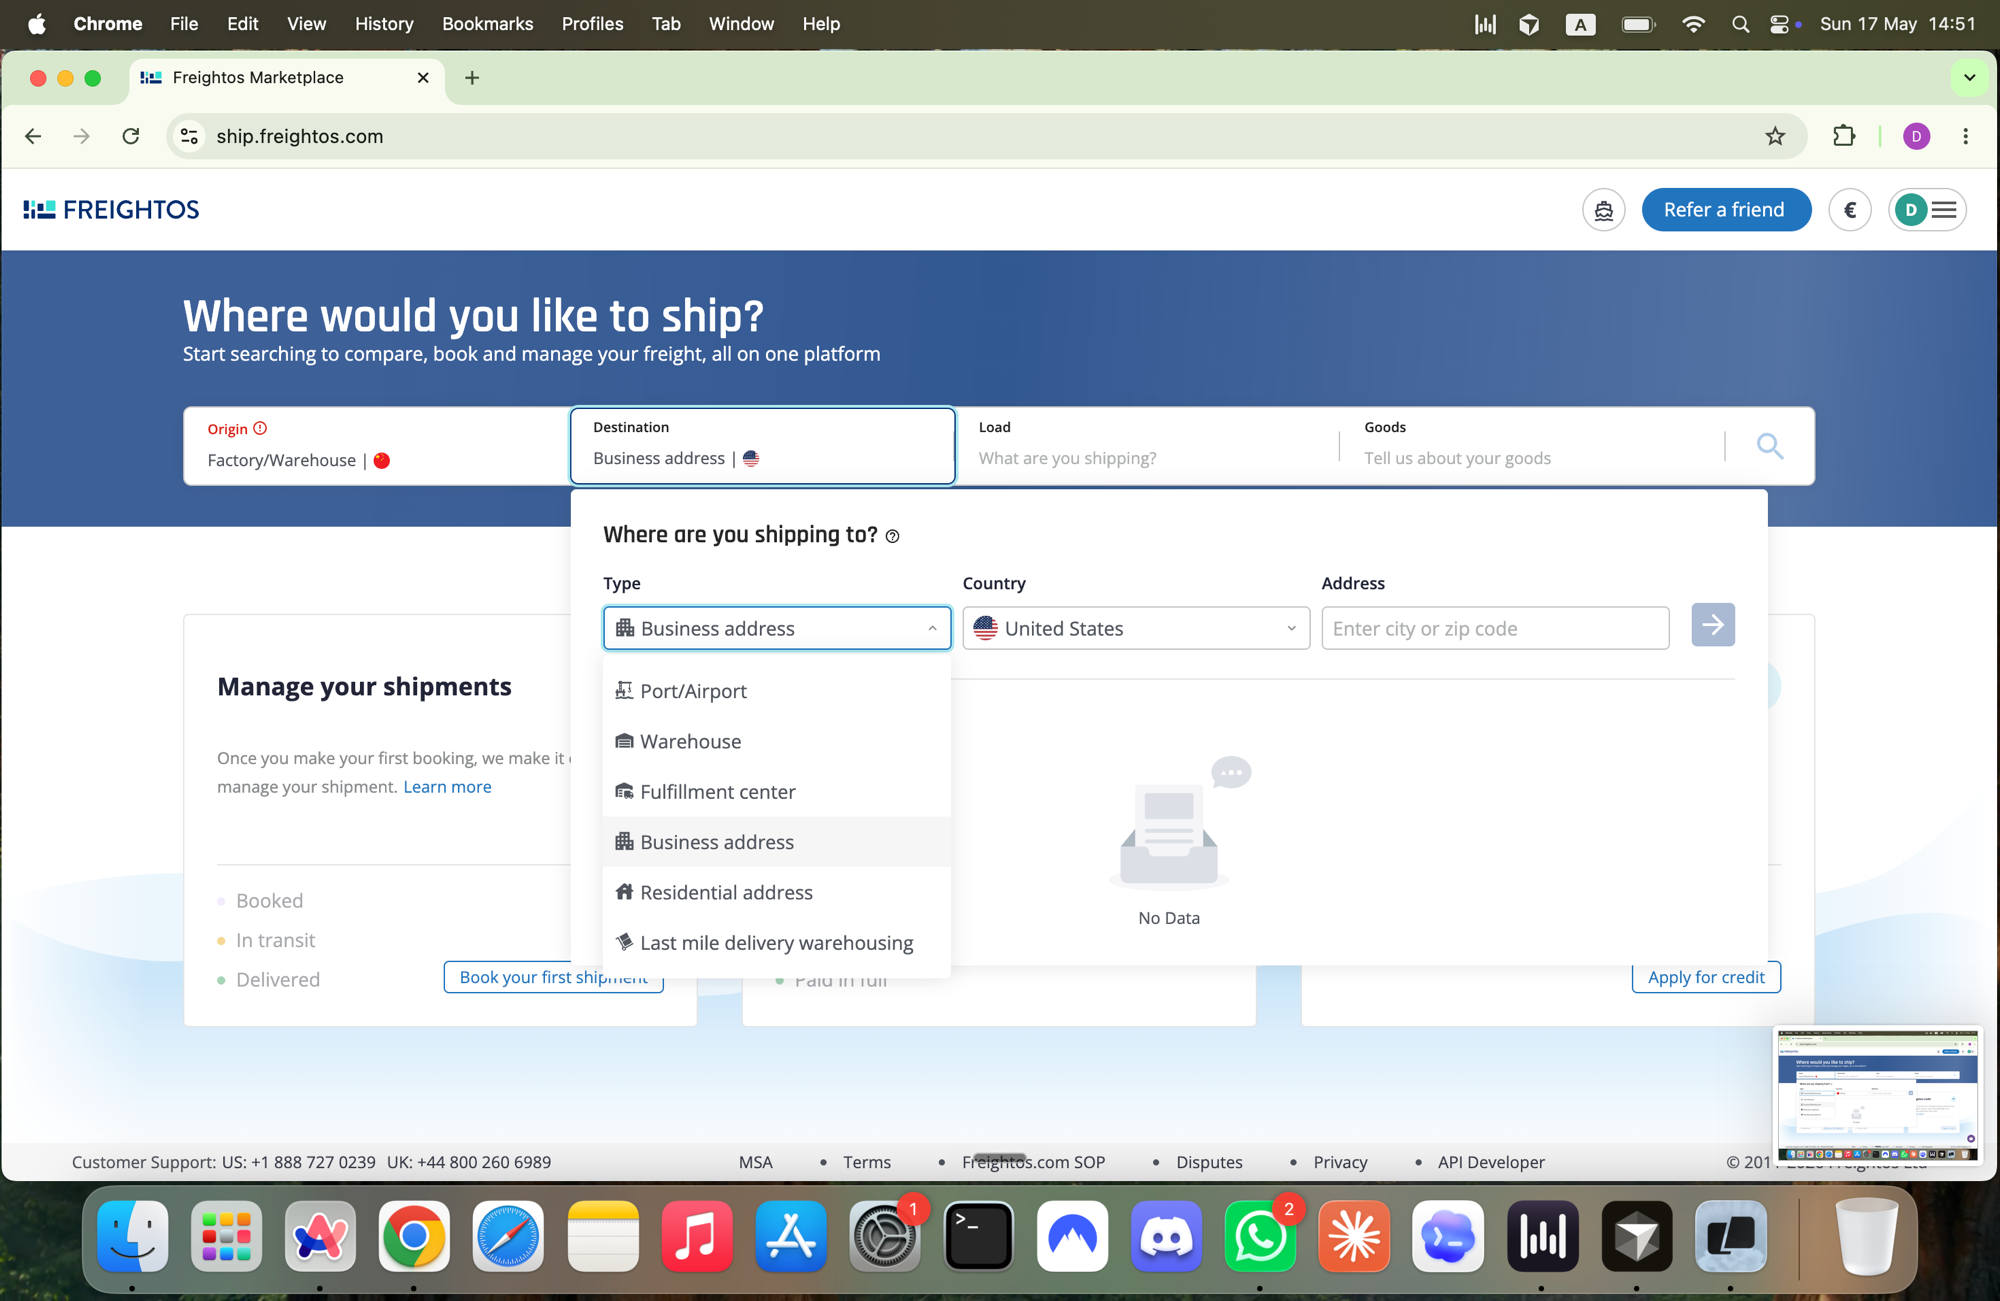 Chrome File Edit View History Bookmarks Profiles Tab Window Help A Sun 17 May 14:51
Freightos Marketplace
ship.freightos.com D
FREIGHTOS Refer a friend € D
Where would you like to ship?
Start searching to compare, book and manage your freight, all on one platform
Origin Destination Load Goods
Factory/Warehouse | Business address | What are you shipping? Tell us about your goods
Where are you shipping to?
Type Country Address
Business address United States Enter city or zip code
Port/Airport
Warehouse
Fulfillment center
Business address
Residential address
Last mile delivery warehousing
No Data
Manage your shipments
Once you make your first booking, we make it
manage your shipment. Learn more
Booked
In transit
Delivered
Book your first shipment Paid in full Apply for credit
Customer Support: US: +1 888 727 0239 UK: +44 800 260 6989 MSA • Terms • Freightos.com SOP • Disputes • Privacy • API Developer
1 2